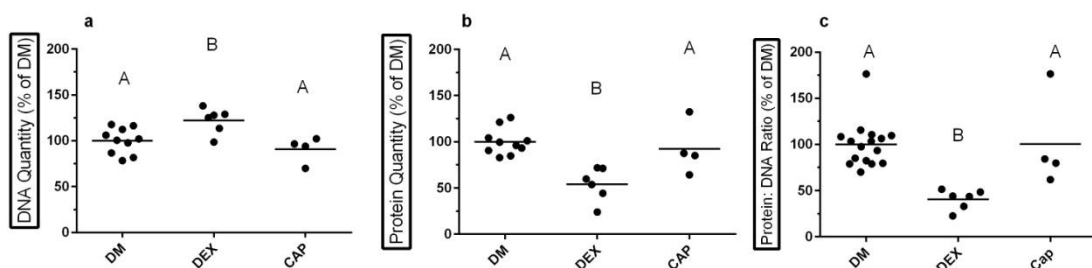 a
DNA Quantity (% of DM)
200
150
100
50
0
A
B
A
DM
DEX
CAP
b
Protein Quantity (% of DM)
200
150
100
50
0
A
B
A
DM
DEX
CAP
c
Protein: DNA Ratio (% of DM)
200
150
100
50
0
A
B
A
DM
DEX
Cap